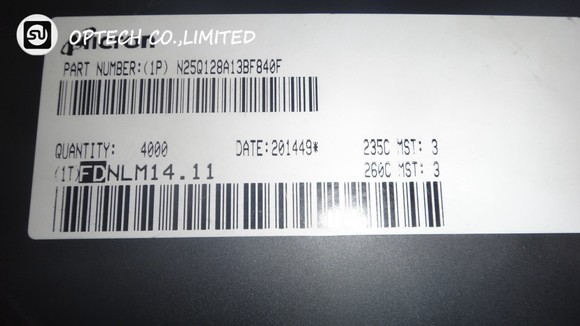 OPTECH CO.,LIMITED
Micron
PART NUMBER:(1P) N25Q128A13BF840F
QUANTITY: 4000 DATE:201449* 235C MST: 3
(1T)FDNLM14.11 260C MST: 3